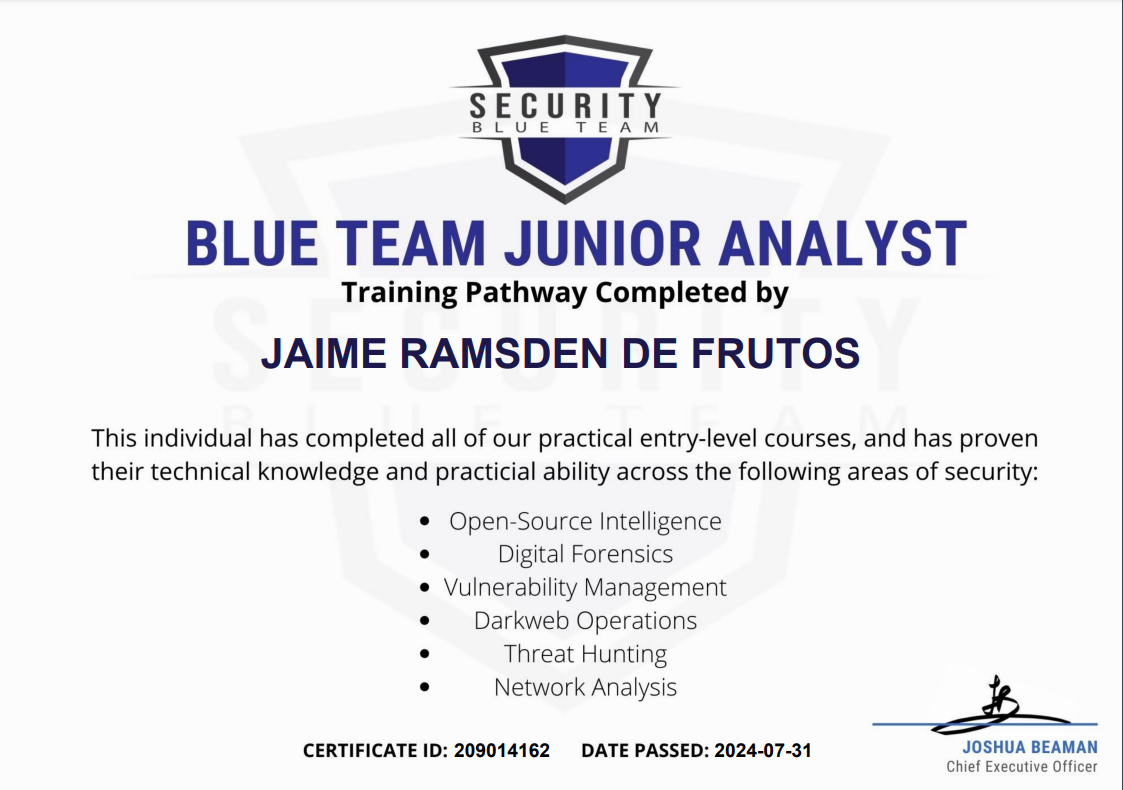 SECURITY
BLUE TEAM
BLUE TEAM JUNIOR ANALYST
Training Pathway Completed by
SECURITY
JAIME RAMSDEN DE FRUTOS
BLUE TEAM
This individual has completed all of our practical entry-level courses, and has proven
their technical knowledge and practicial ability across the following areas of security:
• Open-Source Intelligence
• Digital Forensics
• Vulnerability Management
• Darkweb Operations
• Threat Hunting
• Network Analysis
JB
CERTIFICATE ID: 209014162 DATE PASSED: 2024-07-31
JOSHUA BEAMAN
Chief Executive Officer